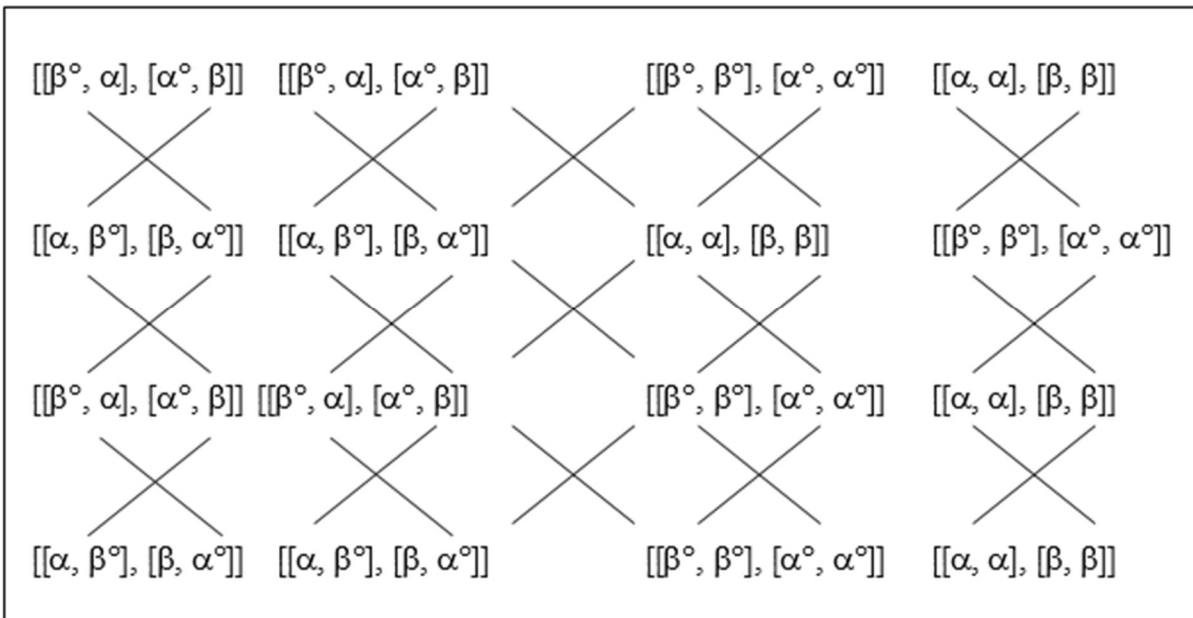 [[β°, α], [α°, β]] [[β°, α], [α°, β]] [[β°, β°], [α°, α°]] [[α, α], [β, β]]
[[α, β°], [β, α°]] [[α, β°], [β, α°]] [[α, α], [β, β]] [[β°, β°], [α°, α°]]
[[β°, α], [α°, β]] [[β°, α], [α°, β]] [[β°, β°], [α°, α°]] [[α, α], [β, β]]
[[α, β°], [β, α°]] [[α, β°], [β, α°]] [[β°, β°], [α°, α°]] [[α, α], [β, β]]